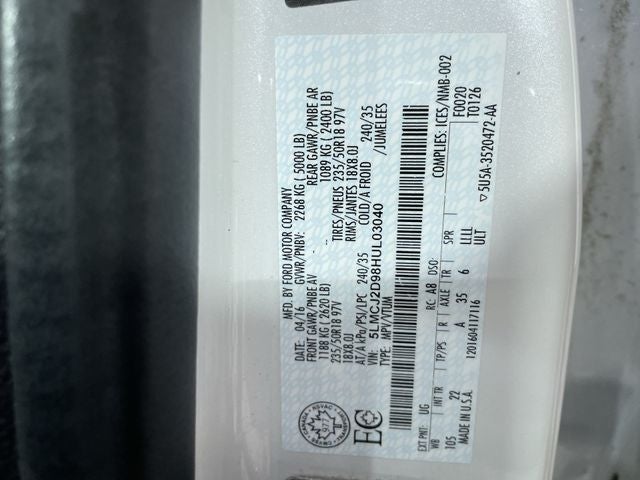 MFD. BY FORD MOTOR COMPANY
DATE: 04/16 GVWR/PNBV: 2268 KG ( 5000 LB)
FRONT GAWR/PNBE AV REAR GAWR/PNBE AR
1188 KG ( 2620 LB) 1089 KG ( 2400 LB)
235/50R18 97V TIRES/PNEUS 235/50R18 97V
18X8.0J RIMS/JANTES 18X8.0J
AT/A kPa/PSI/LPC 240/35 COLD/A FROID 240/35
VIN: 5LMCJ2D98HUL03040 /JUMELEES
TYPE: MPV/VTUM
CANADA
977
EC
COMPLIES: ICES/NMB-002
EXT PNT: UG RC: AB DSO: F0020
WB INT TR TP/PS R AXLE TR SPR T0126
105 22 A 35 6 LLLL
MADE IN U.S.A. 1201604117116 ULT
▽5U5A-3520472-AA